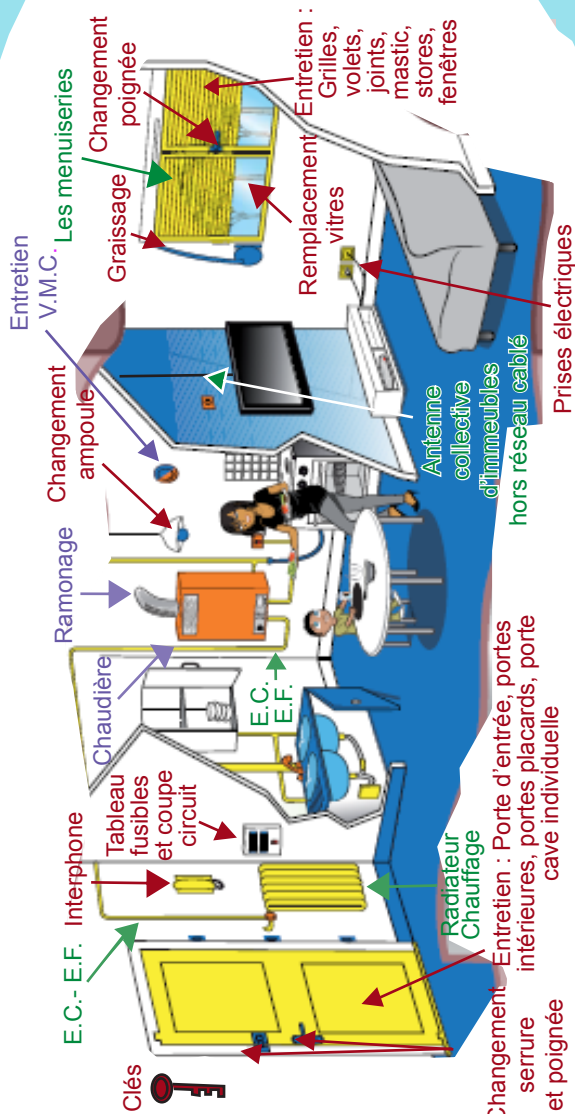 Clés
E.C.- E.F.
Interphone
Tableau
fusibles
et coupe
circuit
Chaudière
Ramonage
E.C.-
E.F.
Changement
ampoule
Entretien
V.M.C.
Les menuiseries
Graissage
Changement
poignée
Entretien :
Grilles,
volets,
joints,
mastic,
stores,
fenêtres
Remplacement
vitres
Prises électriques
Antenne
collective
d'immeubles
hors réseau cablé
Radiateur
Chauffage
Changement
serrure
et poignée
Entretien : Porte d'entrée, portes
intérieures, portes placards, porte
cave individuelle